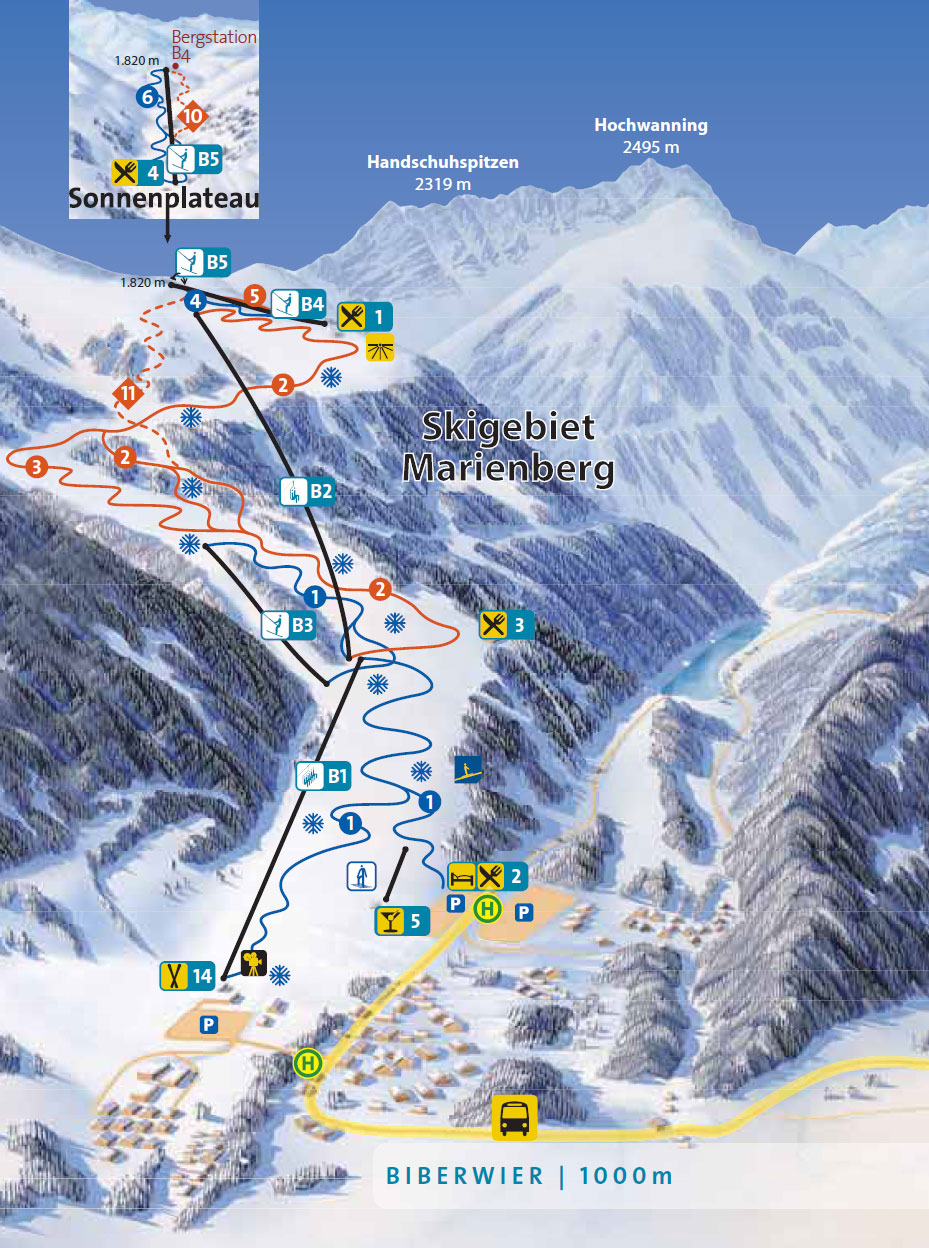 Bergstation
B4
1.820 m
6
10
B5
4
Sonnenplateau
Hochwanning
2495 m
Handschuhspitzen
2319 m
B5
1.820 m
4
5
B4
1
2
11
Skigebiet
Marienberg
2
3
B2
2
1
B3
3
B1
1
1
2
P
H
P
5
14
P
H
BIBERWIER | 1000m